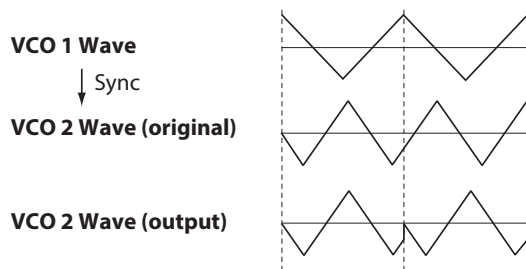 VCO 1 Wave
Sync
VCO 2 Wave (original)
VCO 2 Wave (output)